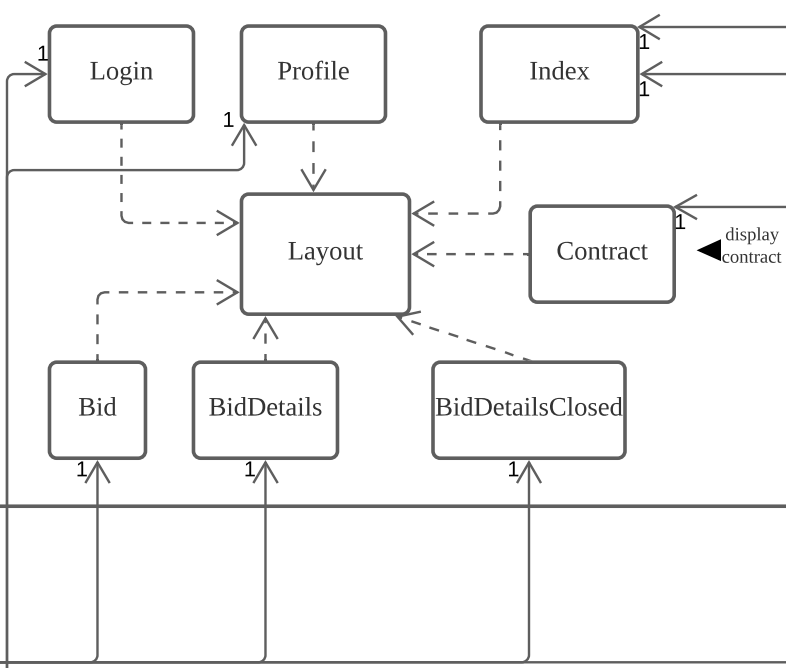 1
Login
1
Profile
Index
1
1
Layout
Contract
1
display
contract
Bid
BidDetails
BidDetailsClosed
1
1
1